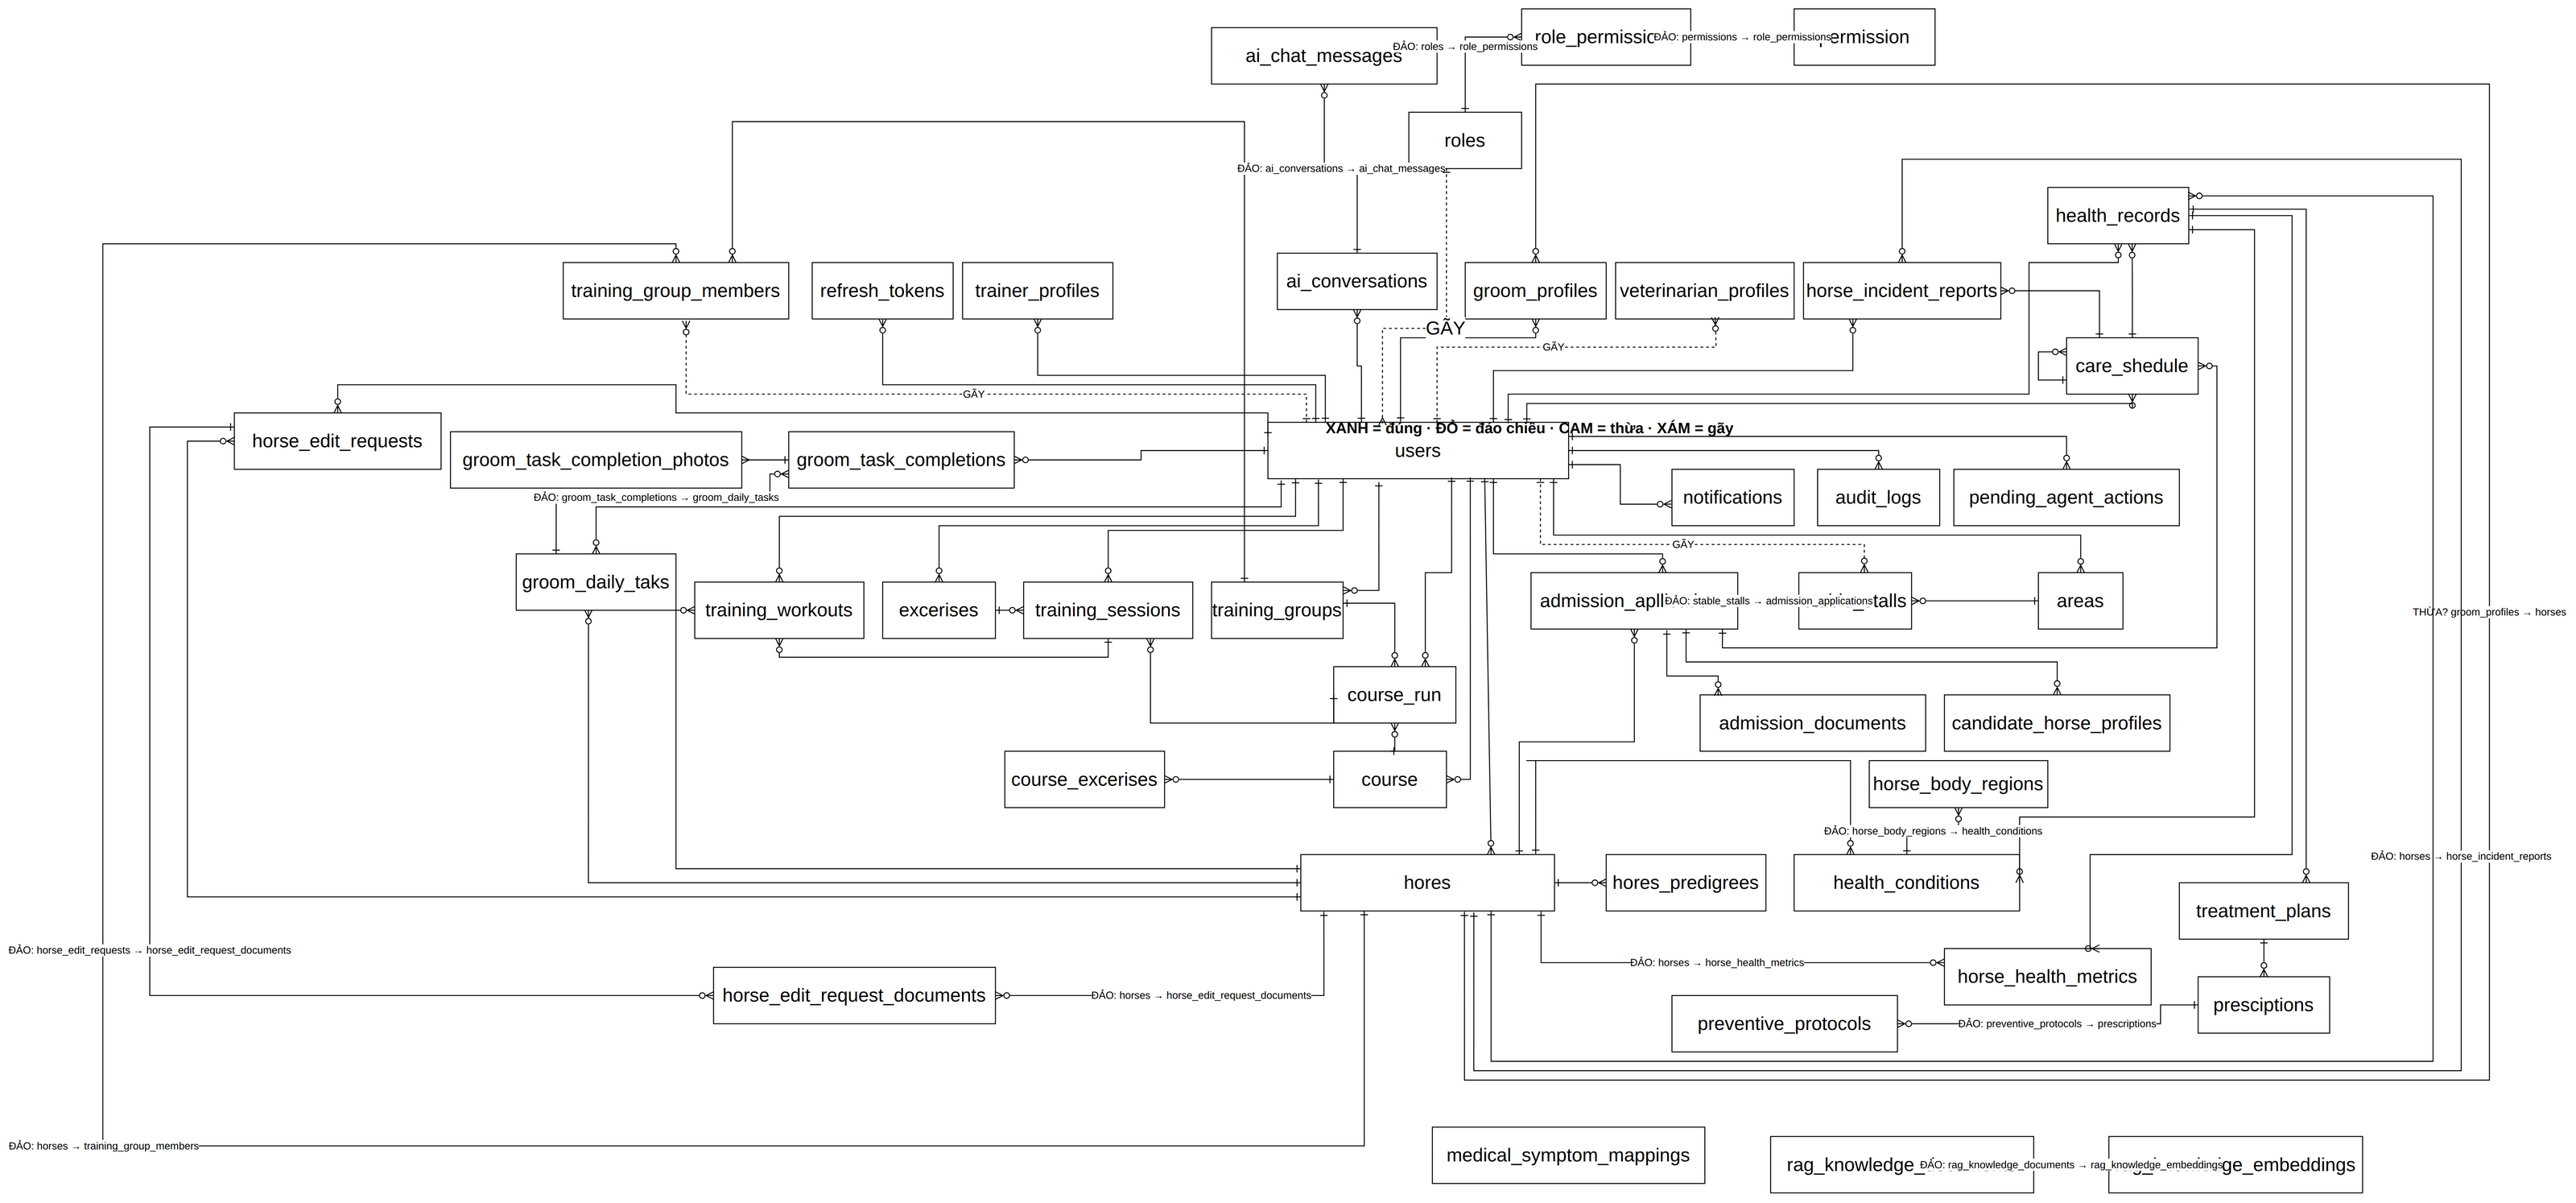 role_permissio
ĐẢO: permissions → role_permissions
ermission
ĐẢO: roles → role_permissions
ai_chat_messages
roles
ĐẢO: ai_conversations → ai_chat_messages
health_records
training_group_members
refresh_tokens
trainer_profiles
ai_conversations
groom_profiles
veterinarian_profiles
horse_incident_reports
GÃY
GÃY
care_shedule
GÃY
XANH = đúng · ĐỎ = đảo chiều · CAM = thừa · XÁM = gãy
horse_edit_requests
groom_task_completion_photos
groom_task_completions
users
ĐẢO: groom_task_completions → groom_daily_tasks
notifications
audit_logs
pending_agent_actions
GÃY
groom_daily_taks
training_workouts
excerises
training_sessions
training_groups
admission_aplli
ĐẢO: stable_stalls → admission_applications
talls
areas
THỪA? groom_profiles → horses
course_run
admission_documents
candidate_horse_profiles
course_excerises
course
horse_body_regions
ĐẢO: horse_body_regions → health_conditions
ĐẢO: horses → horse_incident_reports
hores
hores_predigrees
health_conditions
treatment_plans
ĐẢO: horse_edit_requests → horse_edit_request_documents
ĐẢO: horses → horse_health_metrics
horse_health_metrics
horse_edit_request_documents
ĐẢO: horses → horse_edit_request_documents
presciptions
preventive_protocols
ĐẢO: preventive_protocols → prescriptions
ĐẢO: horses → training_group_members
medical_symptom_mappings
rag_knowledge_
ĐẢO: rag_knowledge_documents → rag_knowledge_embeddings
ge_embeddings